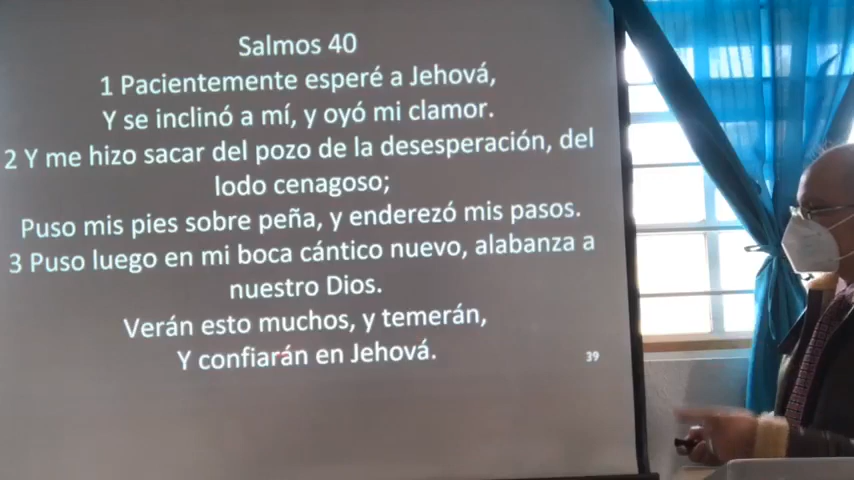 Salmos 40
1 Pacientemente esperé a Jehová,
Y se inclinó a mí, y oyó mi clamor.
2 Y me hizo sacar del pozo de la desesperación, del
lodo cenagoso;
Puso mis pies sobre peña, y enderezó mis pasos.
3 Puso luego en mi boca cántico nuevo, alabanza a
nuestro Dios.
Verán esto muchos, y temerán,
Y confiarán en Jehová.
39